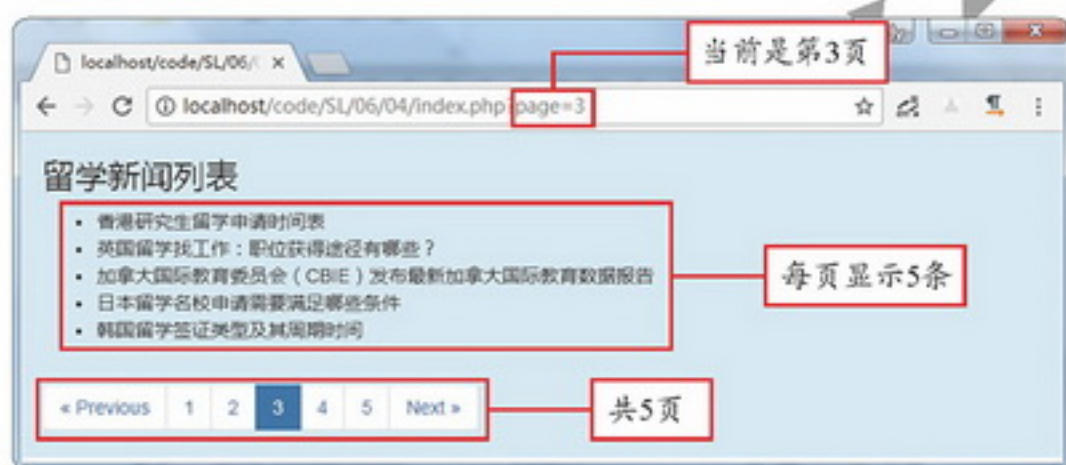 localhost/code/SL/06/
当前是第3页
localhost/code/SL/06/04/index.php?page=3
留学新闻列表
• 香港研究生留学申请时间表
• 英国留学找工作：职位获得途径有哪些？
• 加拿大国际教育委员会（CBIE）发布最新加拿大国际教育数据报告
• 日本留学名校申请需要满足哪些条件
• 韩国留学签证类型及其周期时间
每页显示5条
« Previous 1 2 3 4 5 Next »
共5页